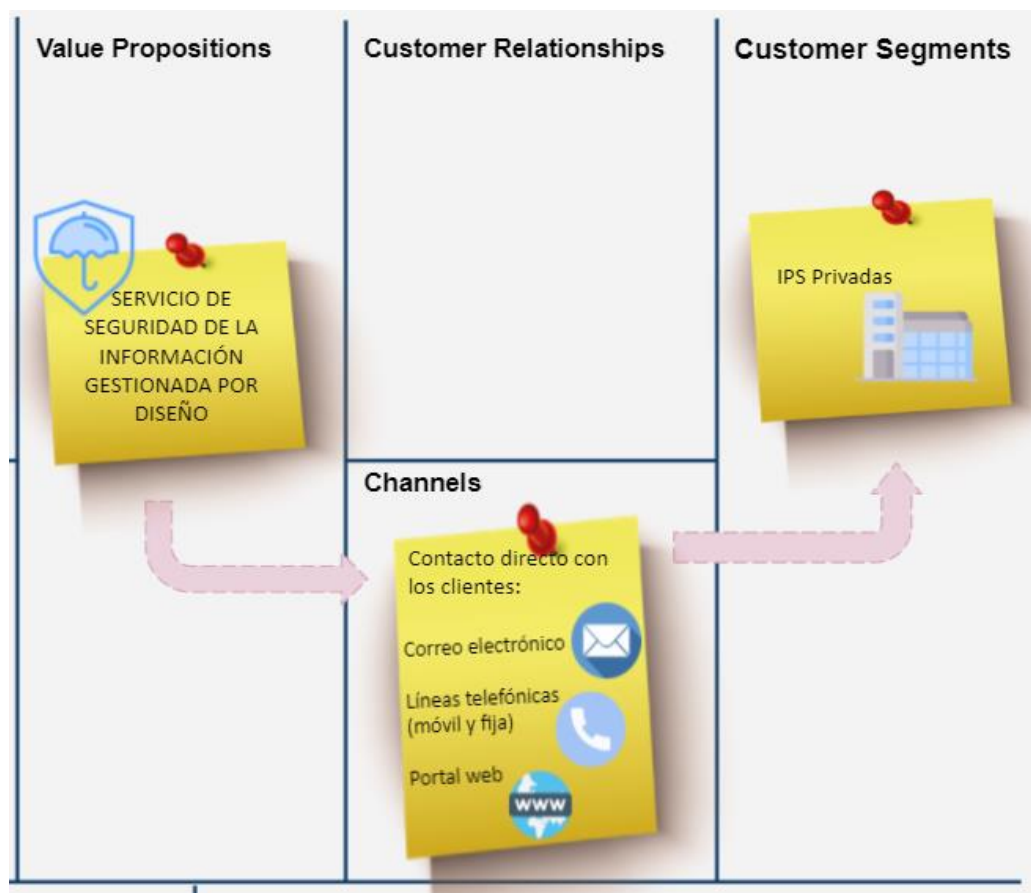 Value Propositions
Customer Relationships
Customer Segments
SERVICIO DE
SEGURIDAD DE LA
INFORMACIÓN
GESTIONADA POR
DISEÑO
IPS Privadas
Channels
Contacto directo con
los clientes:
Correo electrónico
Líneas telefónicas
(móvil y fija)
Portal web
WWW